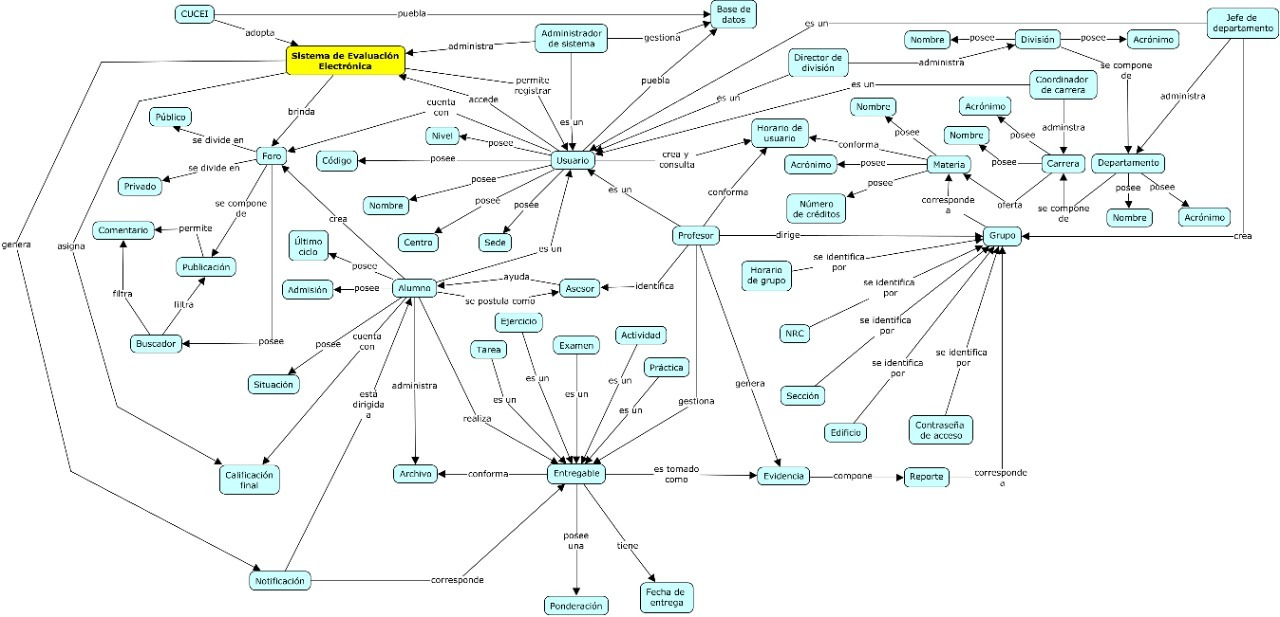 CUCEI
puebla
Base de
datos
es un
Jefe de
departamento
adopta
Administrador
de sistema
gestiona
Nombre
posee
División
posee
Acrónimo
administra
Sistema de Evaluación
Electrónica
Director de
división
administra
se compone
de
permite
registrar
puebla
es un
Coordinador
de carrera
accede
es un
administra
brinda
cuenta
con
Nombre
Acrónimo
Público
es un
Horario de
usuario
posee
Nombre
posee
adminstra
se divide en
Nivel
posee
conforma
Foro
Código
posee
Usuario
crea y
consulta
Acrónimo
posee
Materia
posee
Carrera
Departamento
se divide en
Privado
posee
es un
conforma
posee
posee
posee
Nombre
posee
posee
Número
de créditos
corresponde
a
oferta
se compone
de
se compone
de
Nombre
Acrónimo
crea
Comentario
permite
Último
ciclo
Centro
Sede
es un
Profesor
dirige
Grupo
crea
genera
asigna
Publicación
posee
Horario
de grupo
se identifica
por
ayuda
Admisión
posee
Alumno
Asesor
identifica
se identifica
por
filtra
filtra
se postula como
Buscador
posee
posee
cuenta
con
Ejercicio
Actividad
NRC
se identifica
por
Tarea
Examen
Práctica
se identifica
por
se identifica
por
Situación
está
dirigida
a
administra
es un
es un
es un
es un
es un
genera
Sección
realiza
gestiona
Edificio
Contraseña
de acceso
Calificación
final
Archivo
conforma
Entregable
es tomado
como
Evidencia
compone
Reporte
corresponde
a
posee
una
tiene
Notificación
corresponde
Ponderación
Fecha de
entrega